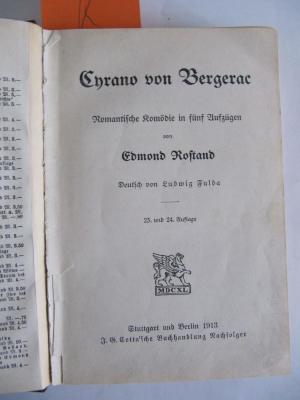 Cyrano von Bergerac
Romantische Komödie in fünf Aufzügen
von
Edmond Rostand
Deutsch von Ludwig Fulda
23. und 24. Auflage
MDCXL
Stuttgart und Berlin 1913
J. G. Cotta'sche Buchhandlung Nachfolger